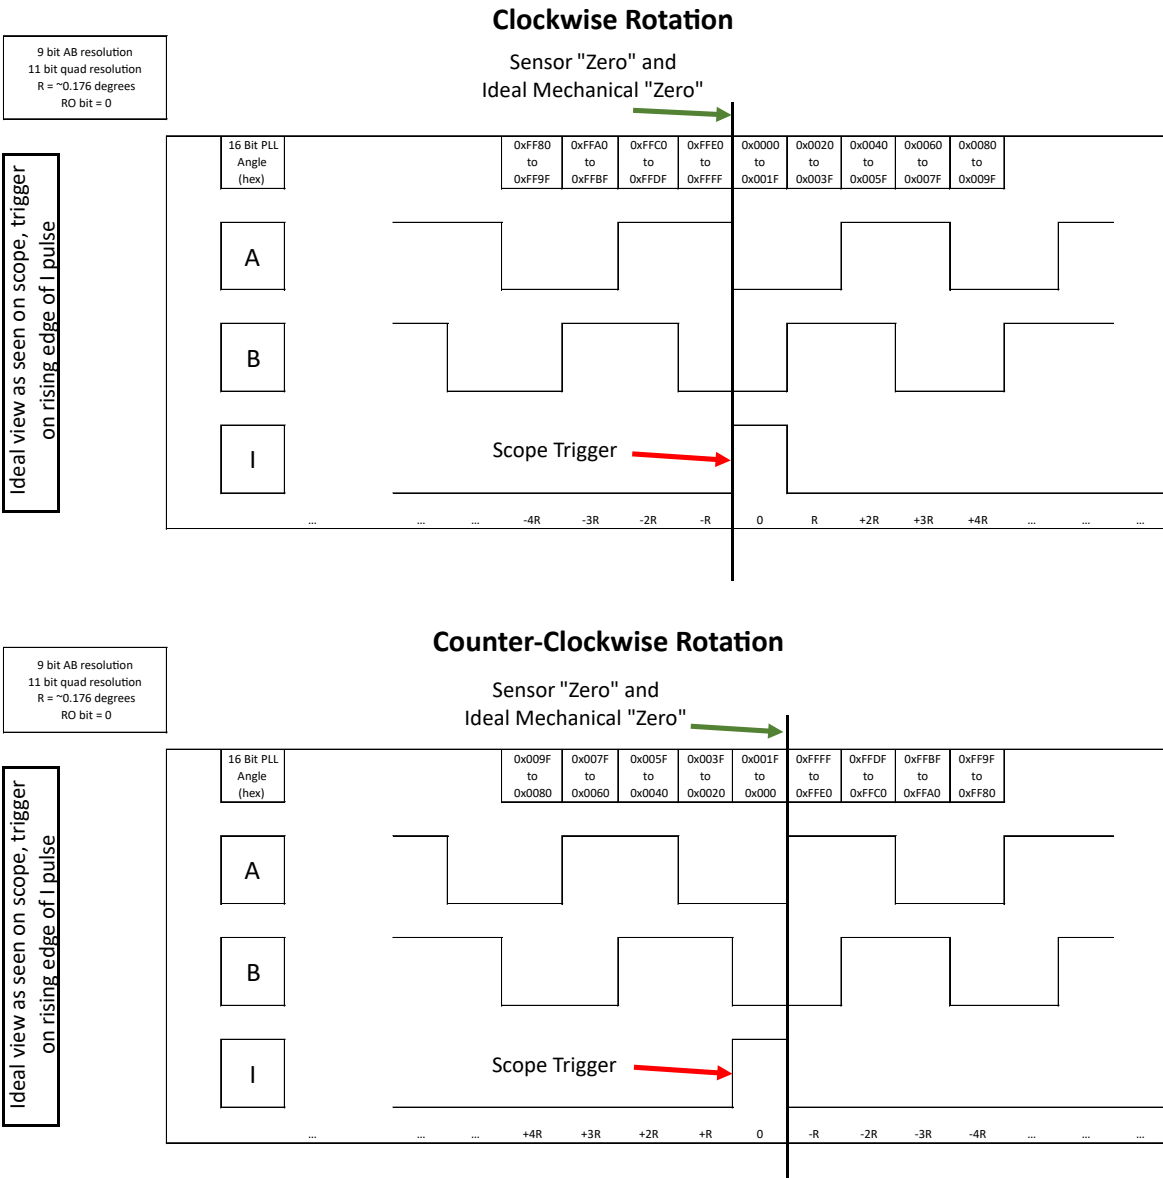 Clockwise Rotation
9 bit AB resolution
11 bit quad resolution
R = ~0.176 degrees
RO bit = 0
Sensor "Zero" and
Ideal Mechanical "Zero"
Ideal view as seen on scope, trigger
on rising edge of I pulse
16 Bit PLL
Angle
(hex)
0xFF80 0xFFA0 0xFFC0 0xFFE0 0x0000 0x0020 0x0040 0x0060 0x0080
to to to to to to to to to
0xFF9F 0xFFBF 0xFFDF 0xFFFF 0x001F 0x003F 0x005F 0x007F 0x009F
A
B
Scope Trigger
I
... ... ... -4R -3R -2R -R 0 R +2R +3R +4R ... ... ...
Counter-Clockwise Rotation
9 bit AB resolution
11 bit quad resolution
R = ~0.176 degrees
RO bit = 0
Sensor "Zero" and
Ideal Mechanical "Zero"
Ideal view as seen on scope, trigger
on rising edge of I pulse
16 Bit PLL
Angle
(hex)
0x009F 0x007F 0x005F 0x003F 0x001F 0xFFFF 0xFFDF 0xFFBF 0xFF9F
to to to to to to to to to
0x0080 0x0060 0x0040 0x0020 0x000 0xFFE0 0xFFC0 0xFFA0 0xFF80
A
B
Scope Trigger
I
... ... ... +4R +3R +2R +R 0 -R -2R -3R -4R ... ... ...